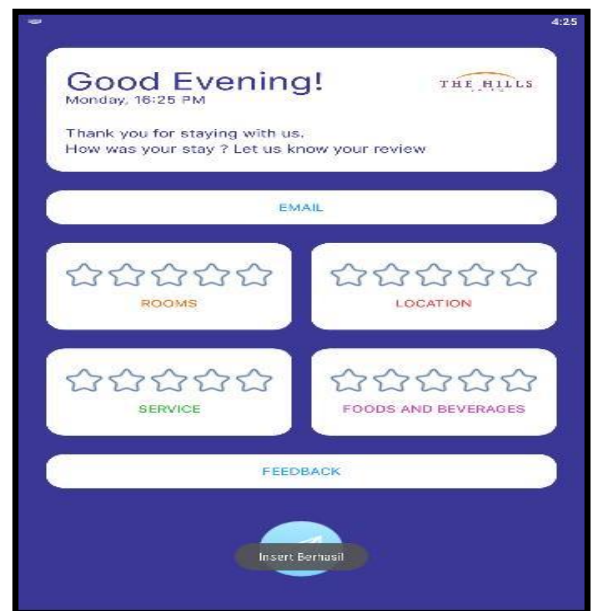 4:25
Good Evening!
THE HILLS
Monday, 16:25 PM
Thank you for staying with us.
How was your stay ? Let us know your review
EMAIL
ROOMS
LOCATION
SERVICE
FOODS AND BEVERAGES
FEEDBACK
Insert Berhasil